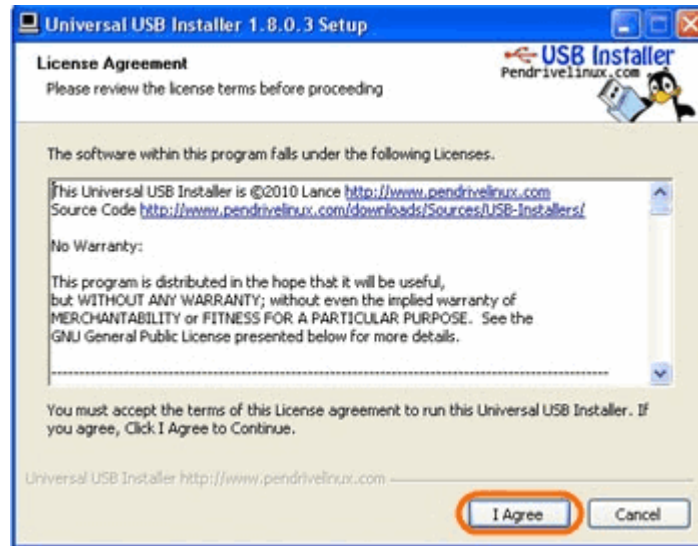 Universal USB Installer 1.8.0.3 Setup
License Agreement
Please review the license terms before proceeding
USB Installer
Pendrivelinux.com
The software within this program falls under the following Licenses.
This Universal USB Installer is ©2010 Lance http://www.pendrivelinux.com
Source Code http://www.pendrivelinux.com/downloads/Sources/USB-Installers/
No Warranty:
This program is distributed in the hope that it will be useful,
but WITHOUT ANY WARRANTY; without even the implied warranty of
MERCHANTABILITY or FITNESS FOR A PARTICULAR PURPOSE. See the
GNU General Public License presented below for more details.
You must accept the terms of this License agreement to run this Universal USB Installer. If
you agree, Click I Agree to Continue.
Universal USB Installer http://www.pendrivelinux.com
I Agree
Cancel